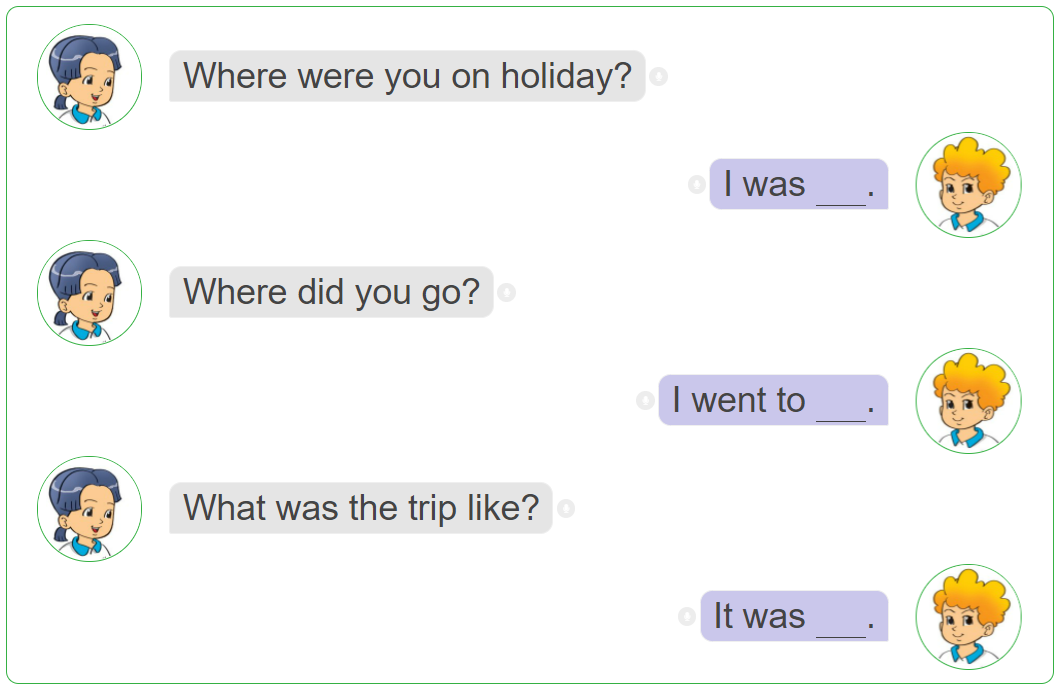 Where were you on holiday?
I was ___.
Where did you go?
I went to ___.
What was the trip like?
It was ___.